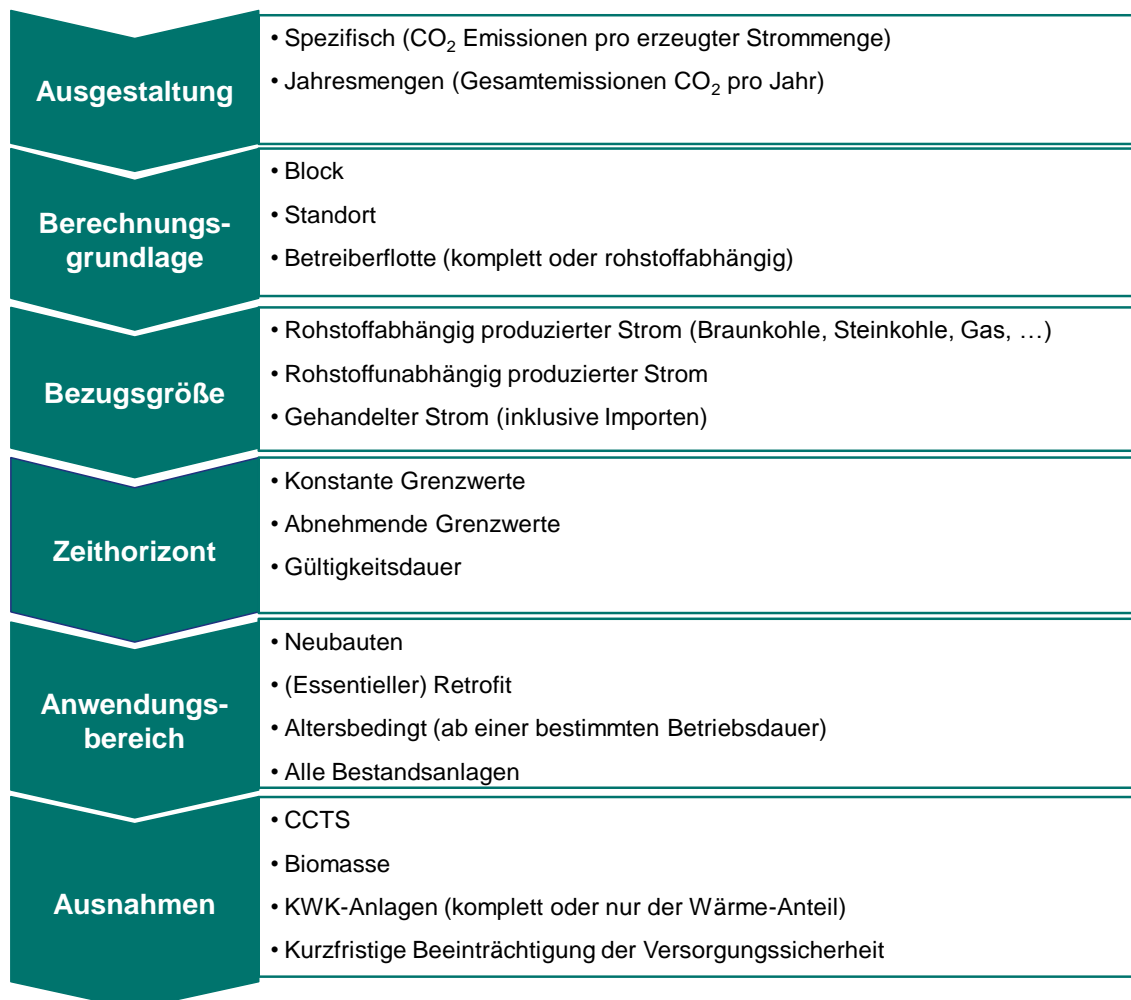 Ausgestaltung
• Spezifisch (CO₂ Emissionen pro erzeugter Strommenge)
• Jahresmengen (Gesamtemissionen CO₂ pro Jahr)
Berechnungs-
grundlage
• Block
• Standort
• Betreiberflotte (komplett oder rohstoffabhängig)
Bezugsgröße
• Rohstoffabhängig produzierter Strom (Braunkohle, Steinkohle, Gas, …)
• Rohstoffunabhängig produzierter Strom
• Gehandelter Strom (inklusive Importen)
Zeithorizont
• Konstante Grenzwerte
• Abnehmende Grenzwerte
• Gültigkeitsdauer
Anwendungs-
bereich
• Neubauten
• (Essentieller) Retrofit
• Altersbedingt (ab einer bestimmten Betriebsdauer)
• Alle Bestandsanlagen
Ausnahmen
• CCTS
• Biomasse
• KWK-Anlagen (komplett oder nur der Wärme-Anteil)
• Kurzfristige Beeinträchtigung der Versorgungssicherheit